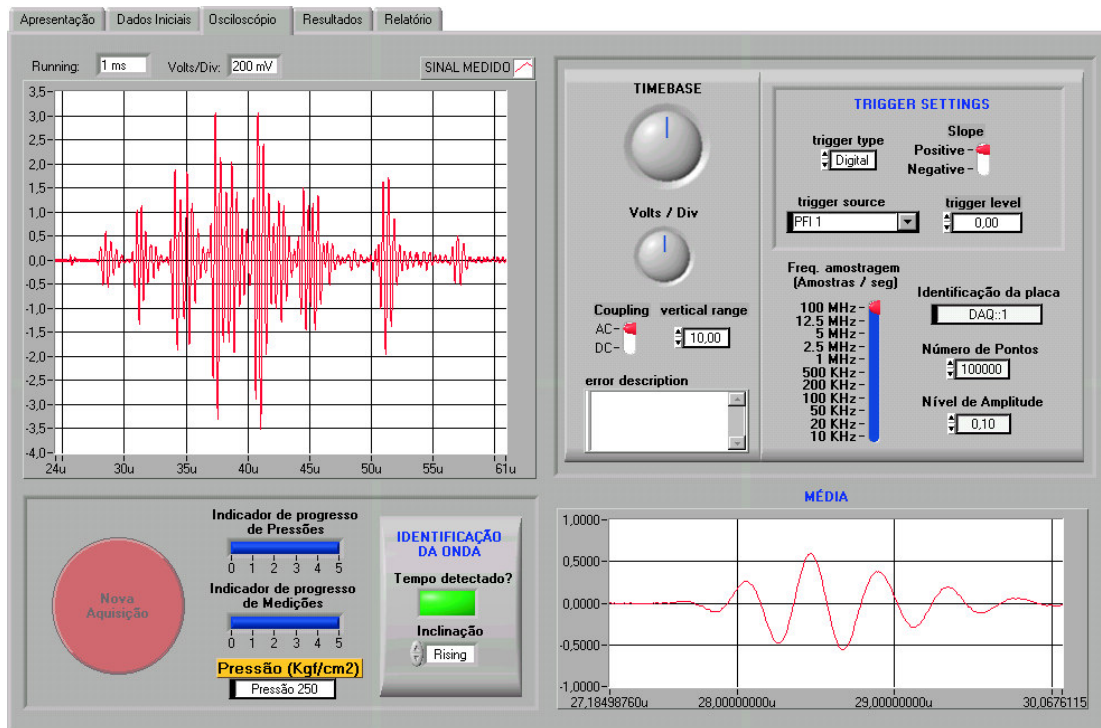 Apresentação Dados Iniciais Osciloscópio Resultados Relatório
Running: 1 ms Volts/Div: 200 mV SINAL MEDIDO
3,5
3,0
2,5
2,0
1,5
1,0
0,5
0,0
-0,5
-1,0
-1,5
-2,0
-2,5
-3,0
-3,5
-4,0
24u 30u 35u 40u 45u 50u 55u 61u
TIMEBASE
Volts / Div
Coupling
AC
DC
vertical range
10,00
error description
TRIGGER SETTINGS
trigger type
Digital
Slope
Positive
Negative
trigger source
PFI 1
trigger level
0,00
Freq. amostragem
(Amostras / seg)
100 MHz
12.5 MHz
5 MHz
2.5 MHz
1 MHz
500 KHz
200 KHz
100 KHz
50 KHz
20 KHz
10 KHz
Identificação da placa
DAQ::1
Número de Pontos
100000
Nível de Amplitude
0,10
Nova
Aquisição
Indicador de progresso
de Pressões
0 1 2 3 4 5
Indicador de progresso
de Medições
0 1 2 3 4 5
Pressão (Kgf/cm2)
Pressão 250
IDENTIFICAÇÃO
DA ONDA
Tempo detectado?
Inclinação
Rising
MÉDIA
1,0000
0,5000
0,0000
-0,5000
-1,0000
27,18498760u 28,00000000u 29,00000000u 30,0676115